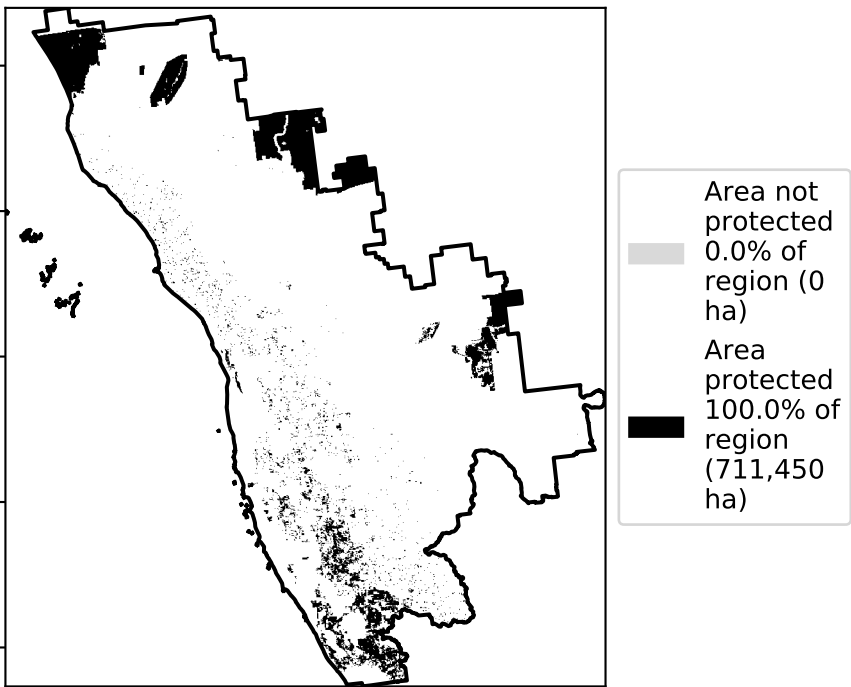 Area not
protected
0.0% of
region (0
ha)
Area
protected
100.0% of
region
(711,450
ha)